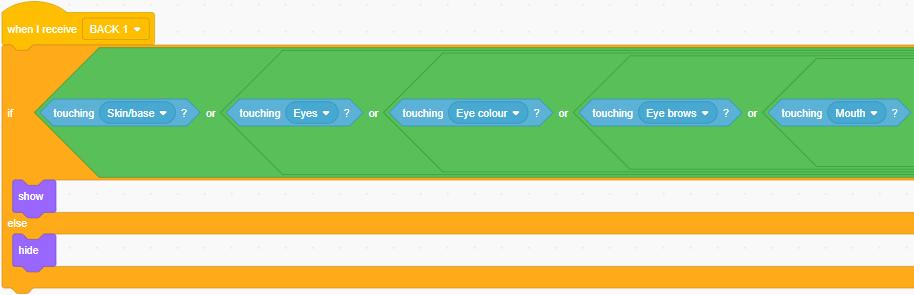 when I receive BACK 1
if touching Skin/base ? or touching Eyes ? or touching Eye colour ? or touching Eye brows ? or touching Mouth ?
show
else
hide